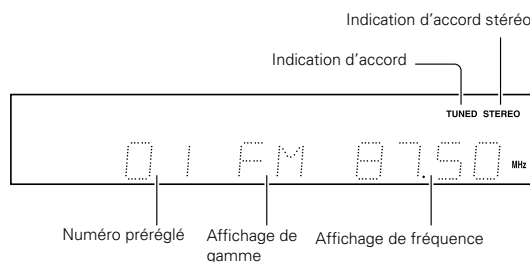 Indication d'accord stéréo
Indication d'accord
TUNED STEREO
01 FM 87.50 MHz
Numéro préréglé Affichage de gamme Affichage de fréquence